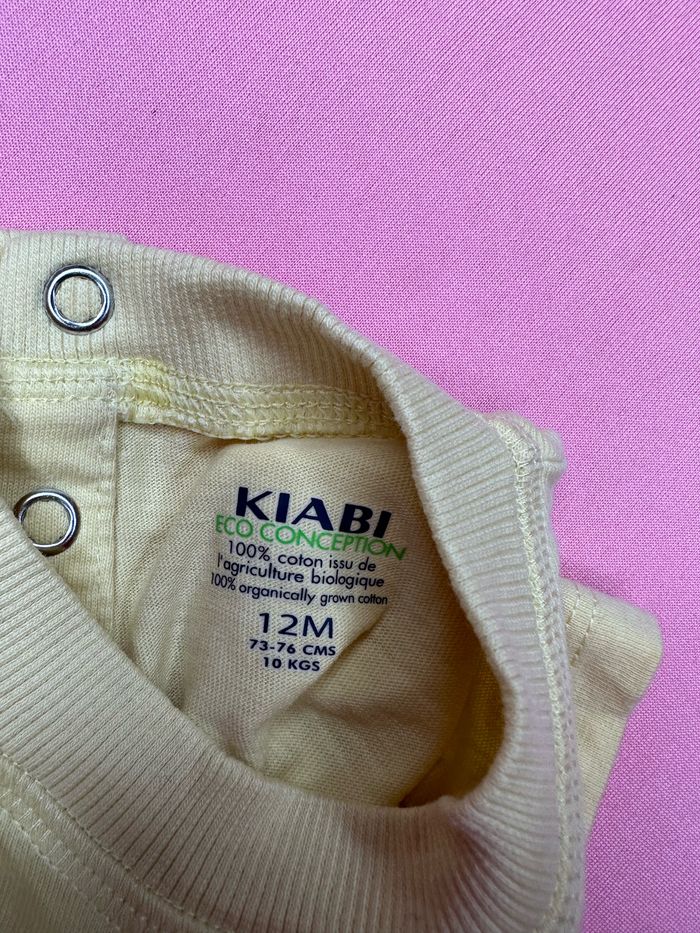 KIABI
ECO CONCEPTION
100% coton issu de
l'agriculture biologique
100% organically grown cotton
12M
73-76 CMS
10 KGS